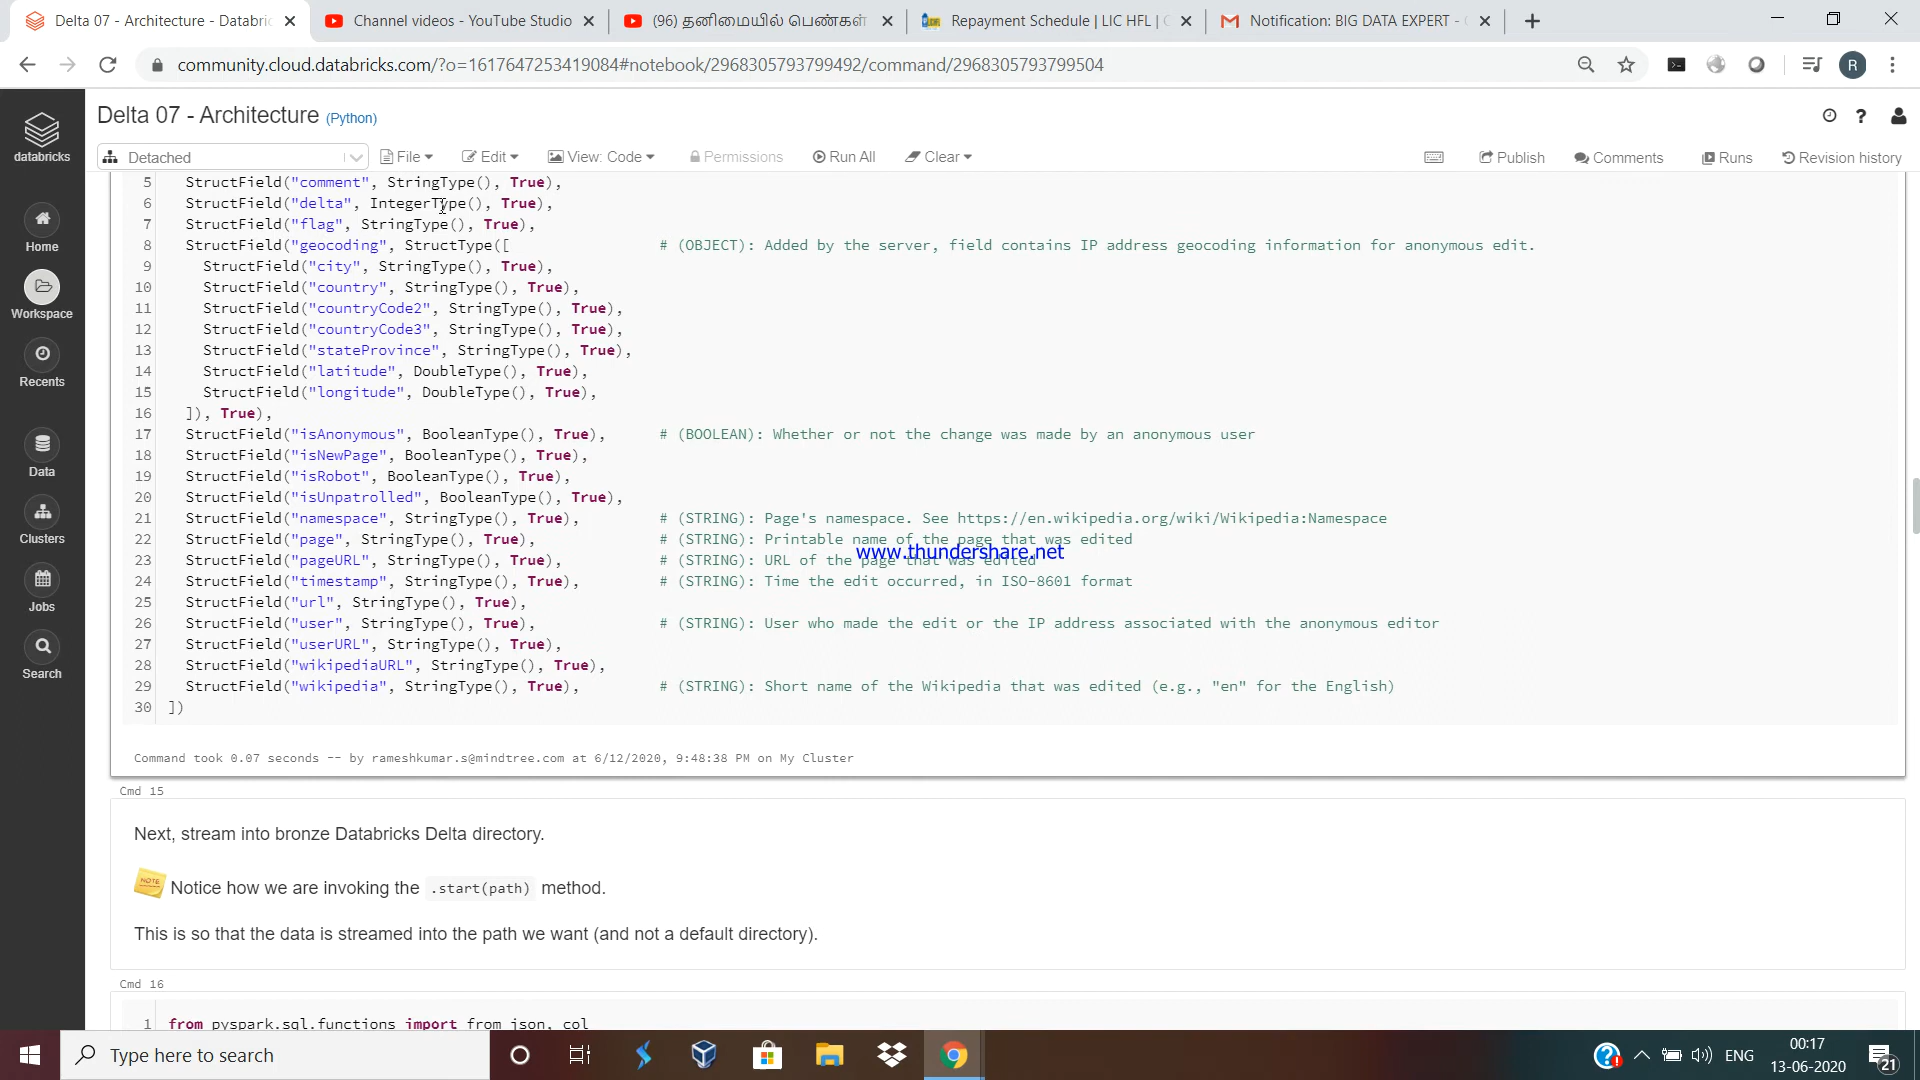 Delta 07 - Architecture - Databric
Channel videos - YouTube Studio
(96) தனிமையில் பெண்கள்
Repayment Schedule | LIC HFL |
Notification: BIG DATA EXPERT -
community.cloud.databricks.com/?o=1617647253419084#notebook/2968305793799492/command/2968305793799504
R
databricks
Home
Workspace
Recents
Data
Clusters
Jobs
Search
Delta 07 - Architecture (Python)
Detached
File
Edit
View: Code
Permissions
Run All
Clear
Publish
Comments
Runs
Revision history
5 StructField("comment", StringType(), True),
6 StructField("delta", IntegerType(), True),
7 StructField("flag", StringType(), True),
8 StructField("geocoding", StructType([ # (OBJECT): Added by the server, field contains IP address geocoding information for anonymous edit.
9 StructField("city", StringType(), True),
10 StructField("country", StringType(), True),
11 StructField("countryCode2", StringType(), True),
12 StructField("countryCode3", StringType(), True),
13 StructField("stateProvince", StringType(), True),
14 StructField("latitude", DoubleType(), True),
15 StructField("longitude", DoubleType(), True),
16 ]), True),
17 StructField("isAnonymous", BooleanType(), True), # (BOOLEAN): Whether or not the change was made by an anonymous user
18 StructField("isNewPage", BooleanType(), True),
19 StructField("isRobot", BooleanType(), True),
20 StructField("isUnpatrolled", BooleanType(), True),
21 StructField("namespace", StringType(), True), # (STRING): Page's namespace. See https://en.wikipedia.org/wiki/Wikipedia:Namespace
22 StructField("page", StringType(), True), # (STRING): Printable name of the page that was edited
www.thundershare.net
23 StructField("pageURL", StringType(), True), # (STRING): URL of the page that was edited
24 StructField("timestamp", StringType(), True), # (STRING): Time the edit occurred, in ISO-8601 format
25 StructField("url", StringType(), True),
26 StructField("user", StringType(), True), # (STRING): User who made the edit or the IP address associated with the anonymous editor
27 StructField("userURL", StringType(), True),
28 StructField("wikipediaURL", StringType(), True),
29 StructField("wikipedia", StringType(), True), # (STRING): Short name of the Wikipedia that was edited (e.g., "en" for the English)
30 ])
Command took 0.07 seconds -- by rameshkumar.s@mindtree.com at 6/12/2020, 9:48:38 PM on My Cluster
Cmd 15
Next, stream into bronze Databricks Delta directory.
NOTE Notice how we are invoking the .start(path) method.
This is so that the data is streamed into the path we want (and not a default directory).
Cmd 16
1 from pyspark.sql.functions import from_json, col
Type here to search
ENG
00:17
13-06-2020
21